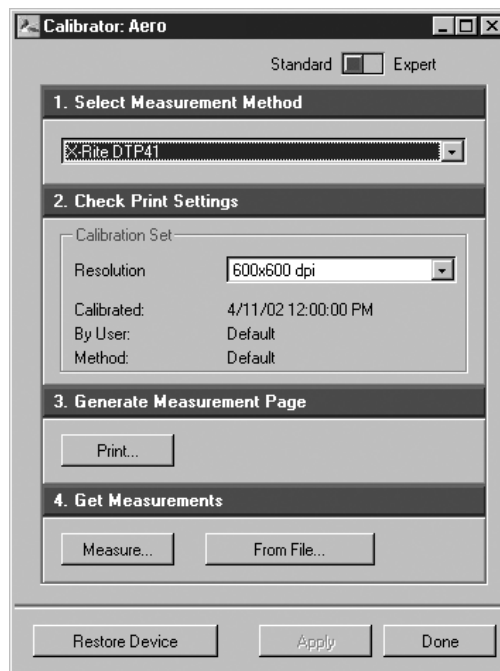 Calibrator: Aero
Standard Expert
1. Select Measurement Method
X-Rite DTP41
2. Check Print Settings
Calibration Set
Resolution 600x600 dpi
Calibrated: 4/11/02 12:00:00 PM
By User: Default
Method: Default
3. Generate Measurement Page
Print...
4. Get Measurements
Measure... From File...
Restore Device Apply Done